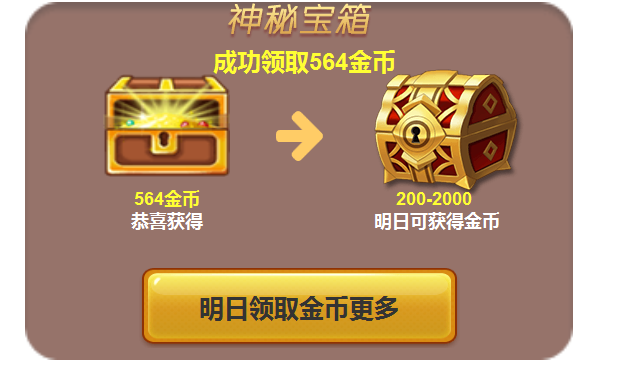 神秘宝箱
成功领取564金币
564金币
恭喜获得
200-2000
明日可获得金币
明日领取金币更多